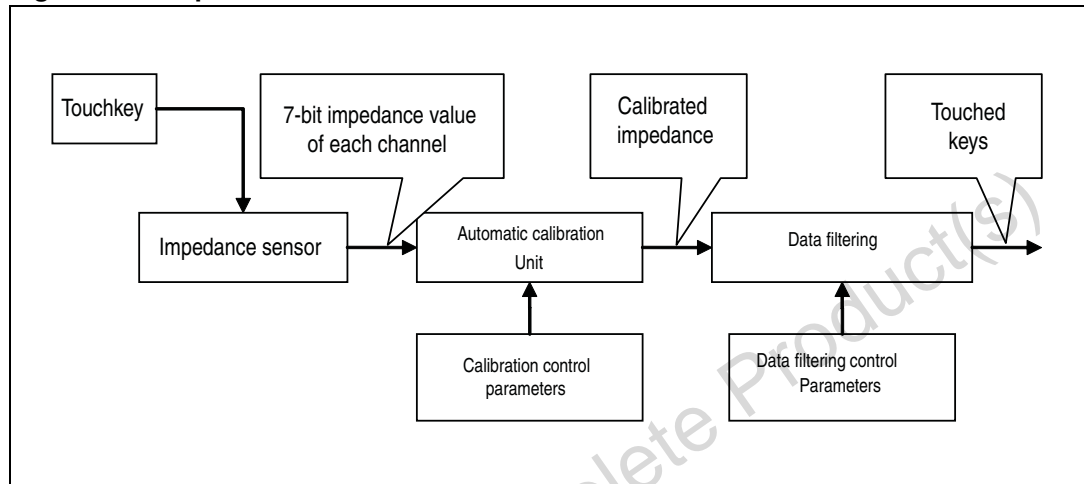 Touchkey
7-bit impedance value
of each channel
Calibrated
impedance
Touched
keys
Impedance sensor
Automatic calibration
Unit
Data filtering
Calibration control
parameters
Data filtering control
Parameters
Product(s)